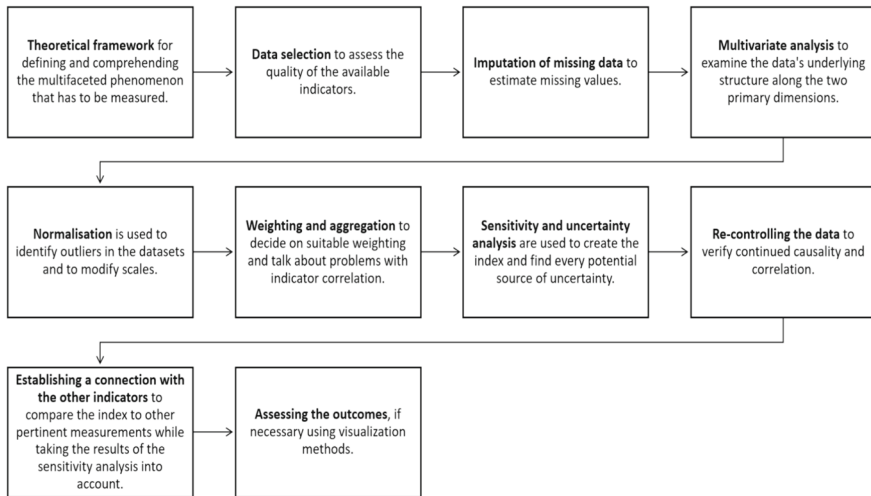 Theoretical framework for
defining and comprehending
the multifaceted phenomenon
that has to be measured.
Data selection to assess the
quality of the available
indicators.
Imputation of missing data to
estimate missing values.
Multivariate analysis to
examine the data's underlying
structure along the two
primary dimensions.
Normalisation is used to
identify outliers in the datasets
and to modify scales.
Weighting and aggregation to
decide on suitable weighting
and talk about problems with
indicator correlation.
Sensitivity and uncertainty
analysis are used to create the
index and find every potential
source of uncertainty.
Re-controlling the data to
verify continued causality and
correlation.
Establishing a connection with
the other indicators to
compare the index to other
pertinent measurements while
taking the results of the
sensitivity analysis into
account.
Assessing the outcomes, if
necessary using visualization
methods.